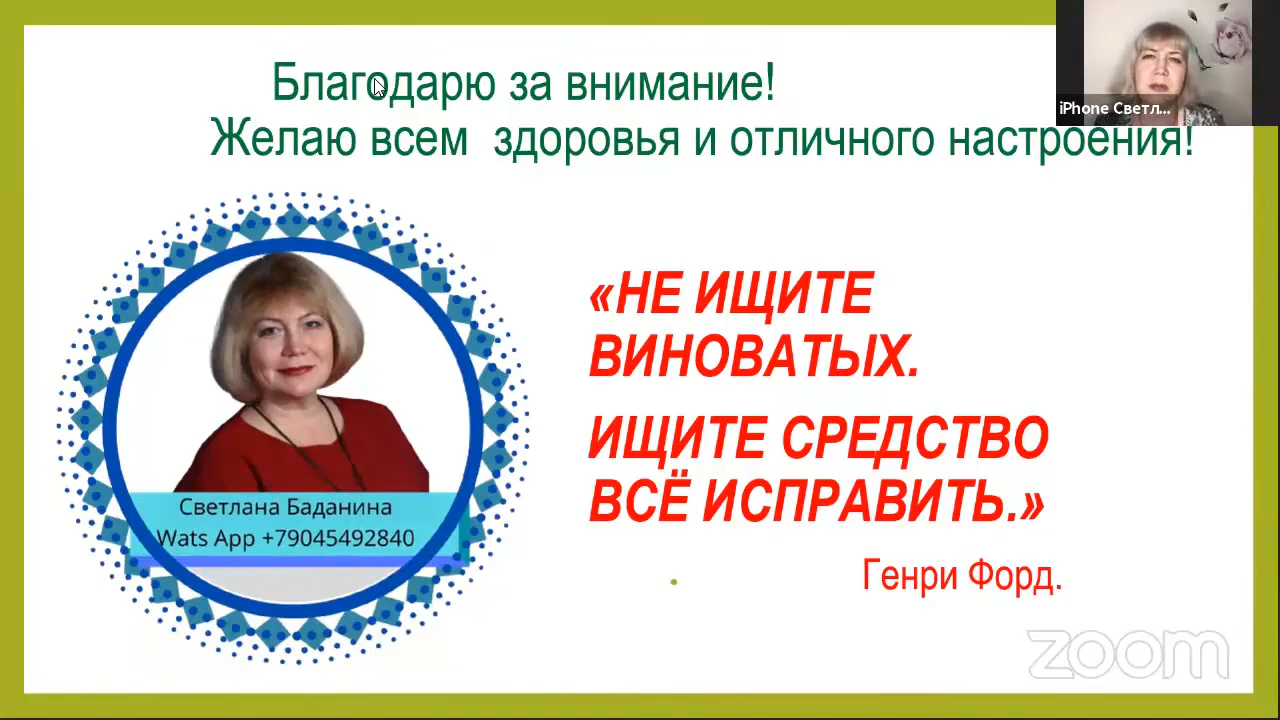 Благодарю за внимание!
Желаю всем здоровья и отличного настроения!
iPhone Светл...
«НЕ ИЩИТЕ
ВИНОВАТЫХ.
ИЩИТЕ СРЕДСТВО
ВСЁ ИСПРАВИТЬ.»
Генри Форд.
Светлана Баданина
Wats App +79045492840
zoom